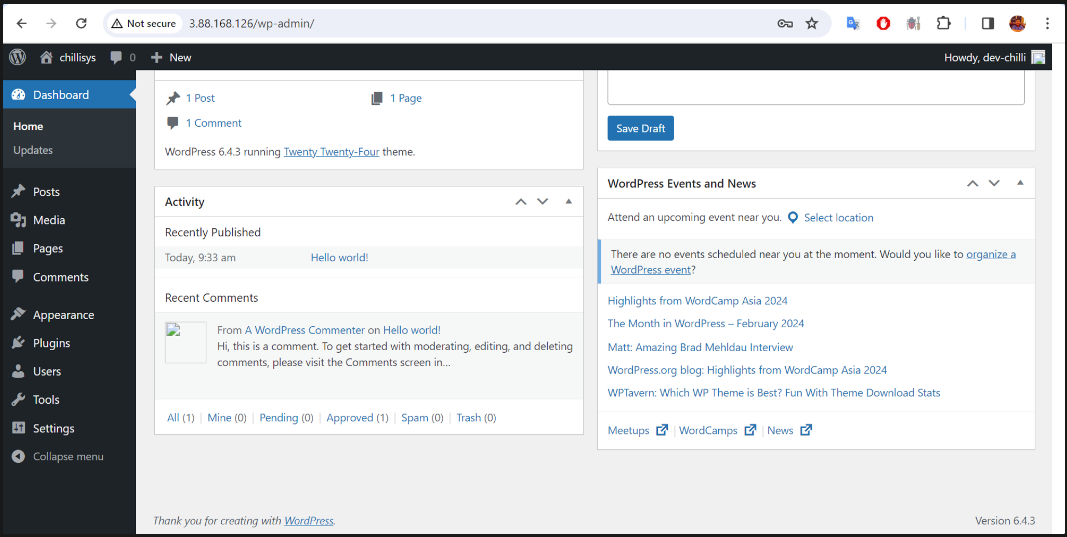 Not secure 3.88.168.126/wp-admin/
chillisys 0 New Howdy, dev-chilli
Dashboard
Home
Updates
Posts
Media
Pages
Comments
Appearance
Plugins
Users
Tools
Settings
Collapse menu
1 Post 1 Page
1 Comment
WordPress 6.4.3 running Twenty Twenty-Four theme.
Activity
Recently Published
Today, 9:33 am Hello world!
Recent Comments
From A WordPress Commenter on Hello world!
Hi, this is a comment. To get started with moderating, editing, and deleting
comments, please visit the Comments screen in...
All (1) | Mine (0) | Pending (0) | Approved (1) | Spam (0) | Trash (0)
Save Draft
WordPress Events and News
Attend an upcoming event near you. Select location
There are no events scheduled near you at the moment. Would you like to organize a
WordPress event?
Highlights from WordCamp Asia 2024
The Month in WordPress – February 2024
Matt: Amazing Brad Mehldau Interview
WordPress.org blog: Highlights from WordCamp Asia 2024
WPTavern: Which WP Theme is Best? Fun With Theme Download Stats
Meetups | WordCamps | News
Thank you for creating with WordPress. Version 6.4.3